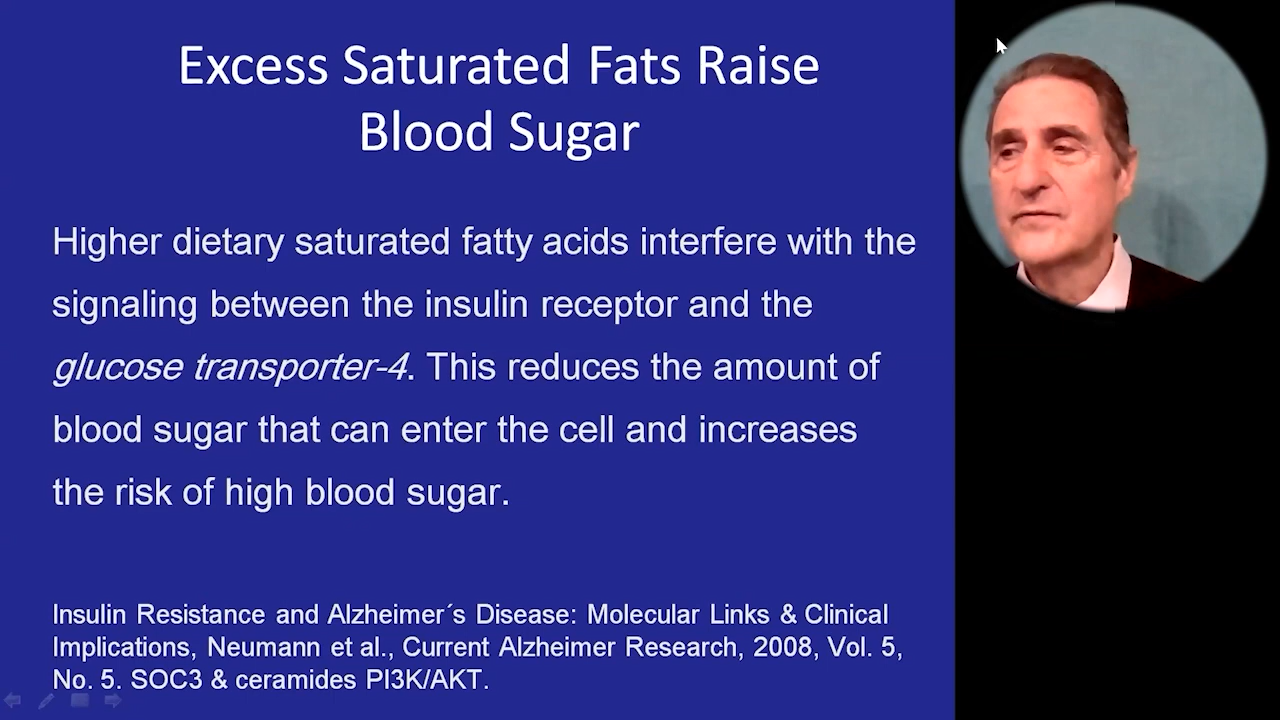 Excess Saturated Fats Raise
Blood Sugar
Higher dietary saturated fatty acids interfere with the
signaling between the insulin receptor and the
glucose transporter-4. This reduces the amount of
blood sugar that can enter the cell and increases
the risk of high blood sugar.
Insulin Resistance and Alzheimer´s Disease: Molecular Links & Clinical
Implications, Neumann et al., Current Alzheimer Research, 2008, Vol. 5,
No. 5. SOC3 & ceramides PI3K/AKT.